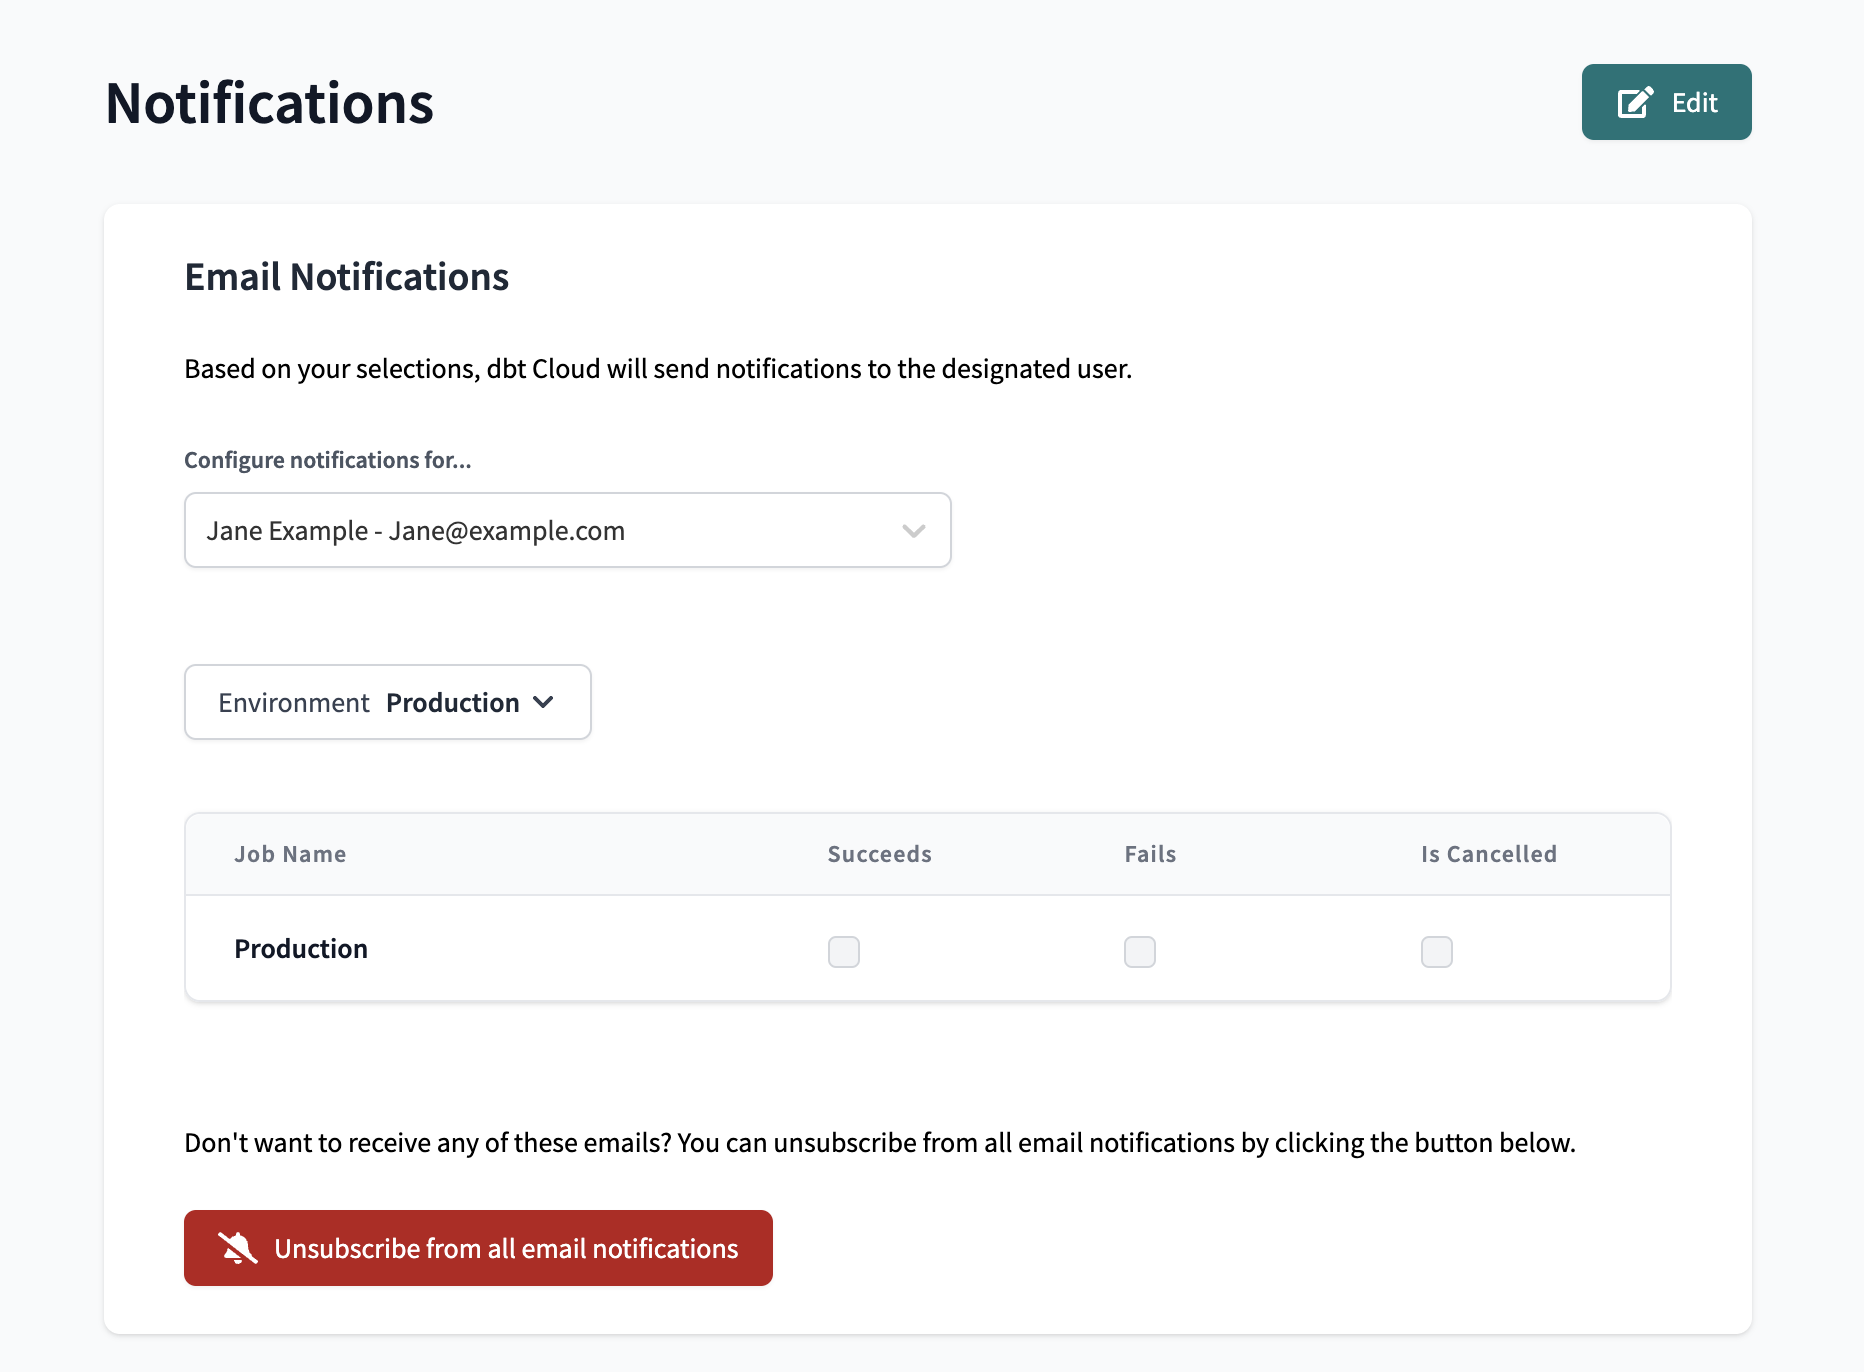 Notifications
Edit
Email Notifications
Based on your selections, dbt Cloud will send notifications to the designated user.
Configure notifications for...
Jane Example - Jane@example.com
Environment Production
Job Name Succeeds Fails Is Cancelled
Production
Don't want to receive any of these emails? You can unsubscribe from all email notifications by clicking the button below.
Unsubscribe from all email notifications